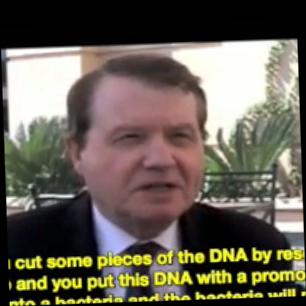 cut some pieces of the DNA by res
and you put this DNA with a promo
into a bacteria and the bacteria will